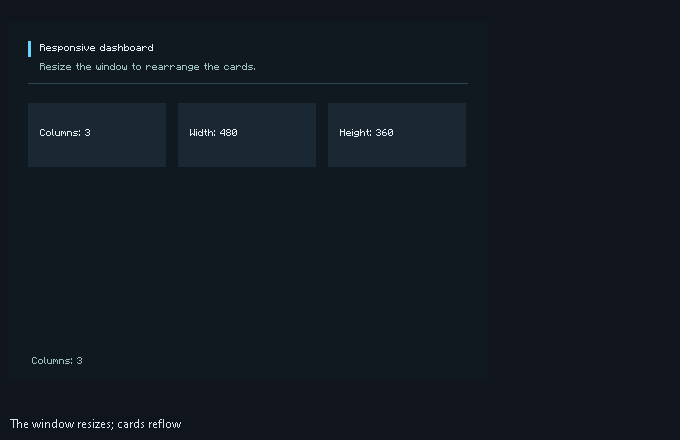 Responsive dashboard
Resize the window to rearrange the cards.
Columns: 3
Width: 480
Height: 360
Columns: 3
The window resizes; cards reflow